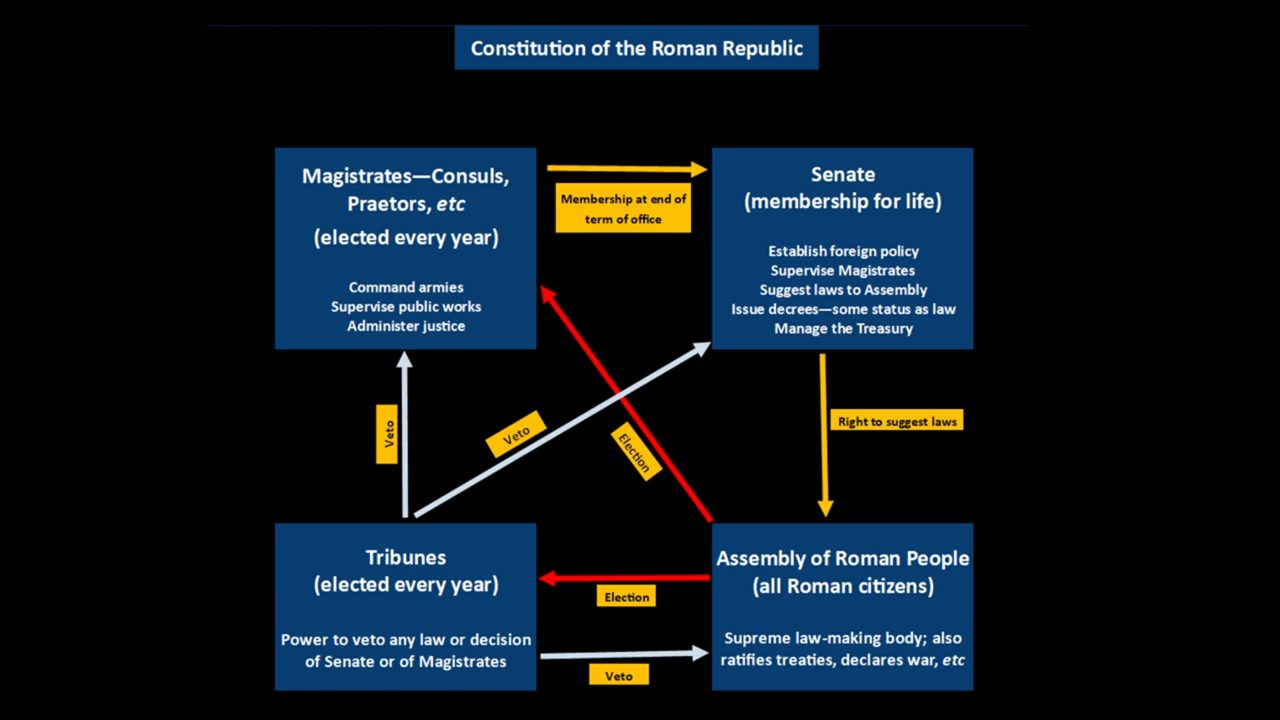 Constitution of the Roman Republic
Magistrates—Consuls,
Praetors, etc
(elected every year)
Command armies
Supervise public works
Administer justice
Membership at end of
term of office
Senate
(membership for life)
Establish foreign policy
Supervise Magistrates
Suggest laws to Assembly
Issue decrees—some status as law
Manage the Treasury
Veto
Veto
Election
Right to suggest laws
Tribunes
(elected every year)
Power to veto any law or decision
of Senate or of Magistrates
Election
Veto
Assembly of Roman People
(all Roman citizens)
Supreme law-making body; also
ratifies treaties, declares war, etc